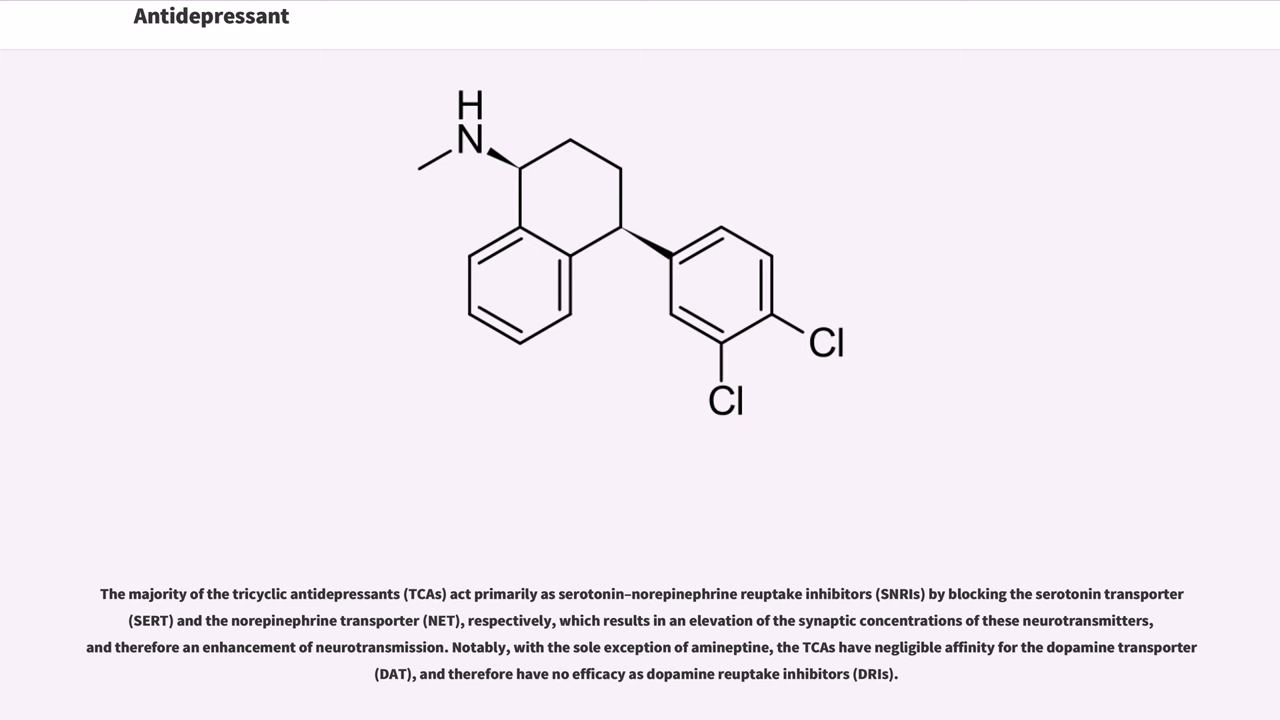 Antidepressant
H
N
Cl
Cl
The majority of the tricyclic antidepressants (TCAs) act primarily as serotonin–norepinephrine reuptake inhibitors (SNRIs) by blocking the serotonin transporter
(SERT) and the norepinephrine transporter (NET), respectively, which results in an elevation of the synaptic concentrations of these neurotransmitters,
and therefore an enhancement of neurotransmission. Notably, with the sole exception of amineptine, the TCAs have negligible affinity for the dopamine transporter
(DAT), and therefore have no efficacy as dopamine reuptake inhibitors (DRIs).